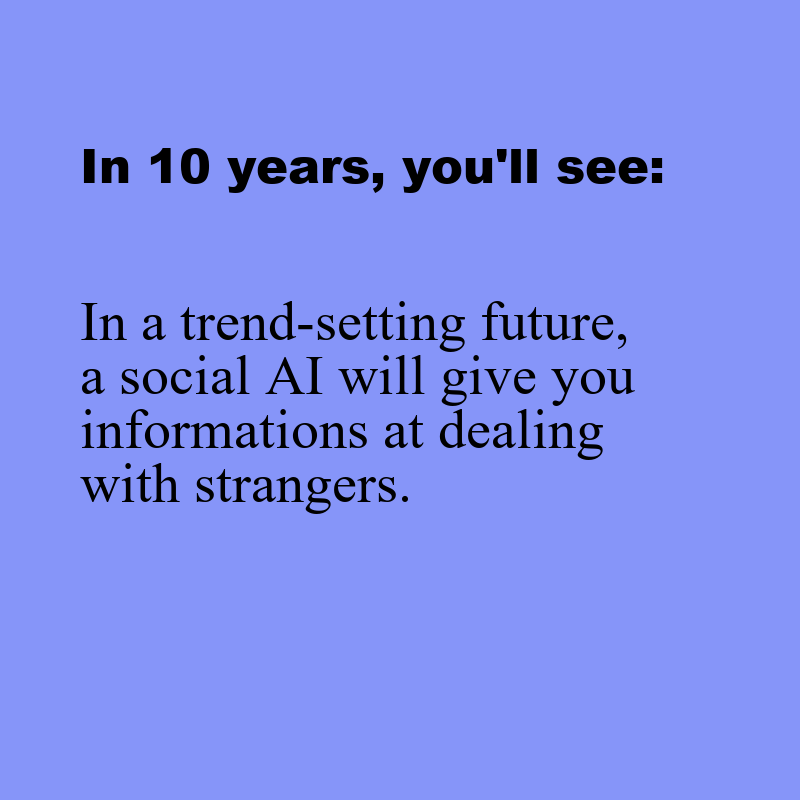 In 10 years, you'll see:
In a trend-setting future,
a social AI will give you
informations at dealing
with strangers.